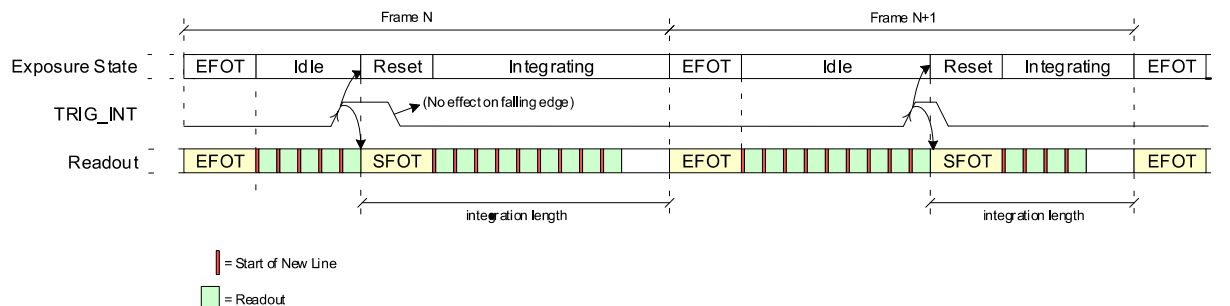 Frame N
Frame N+1
Exposure State
EFOT
Idle
Reset
Integrating
EFOT
Idle
Reset
Integrating
EFOT
TRIG_INT
(No effect on falling edge)
Readout
EFOT
SFOT
EFOT
SFOT
EFOT
integration length
integration length
= Start of New Line
= Readout